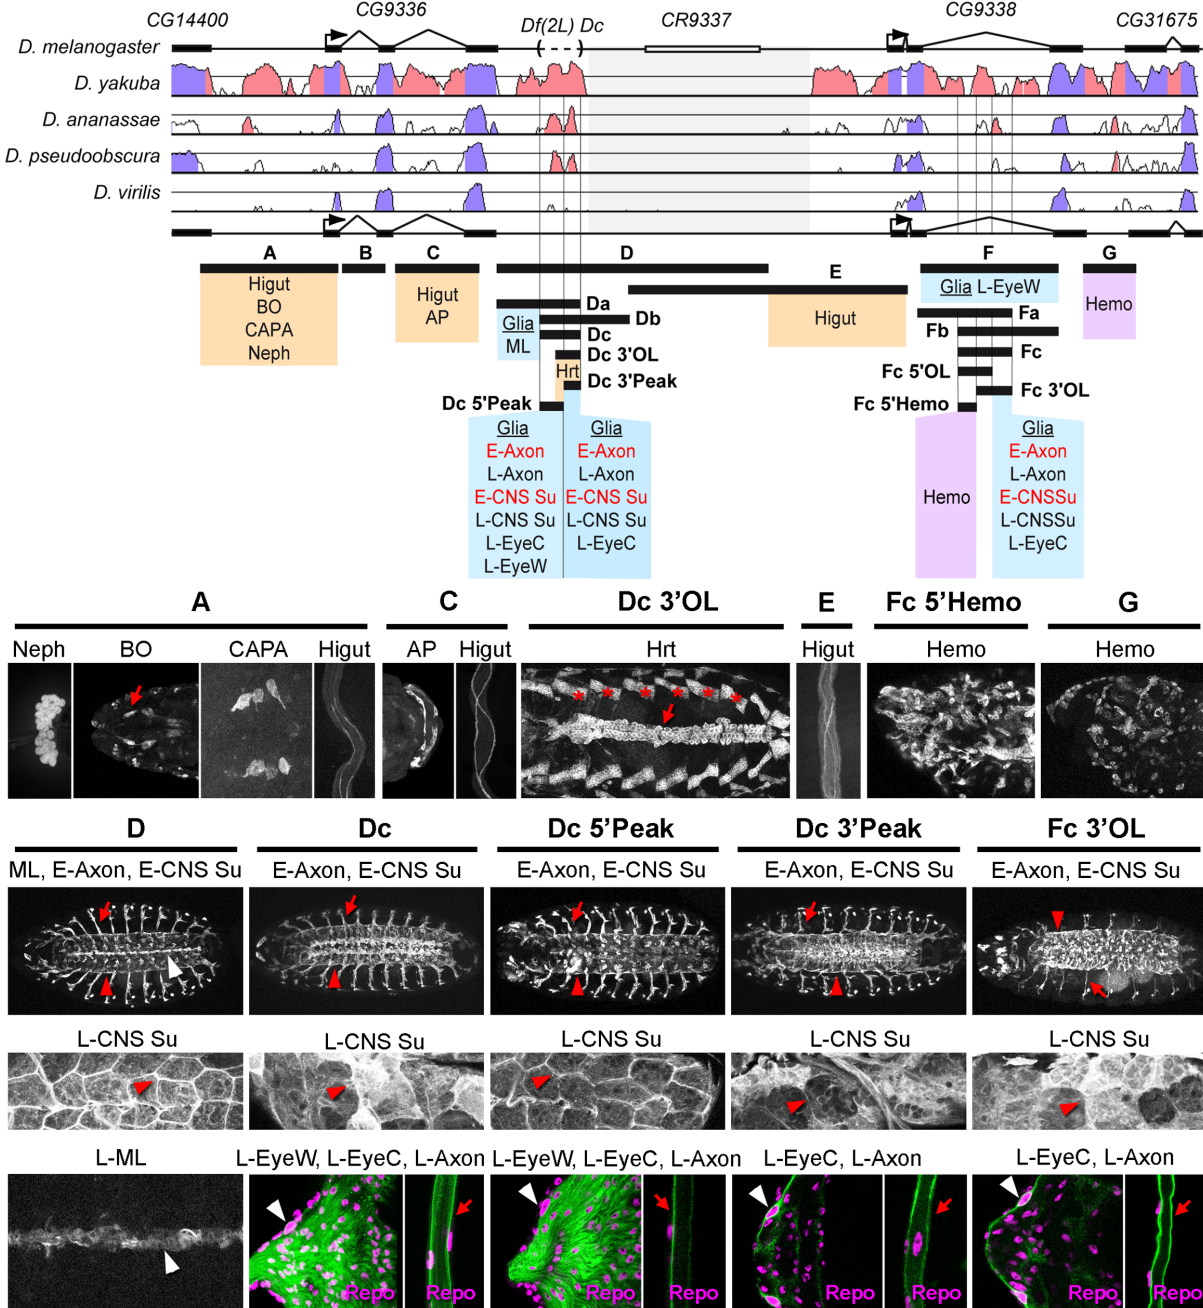 CG14400 CG9336 Df(2L) Dc CR9337 CG9338 CG31675
D. melanogaster
D. yakuba
D. ananassae
D. pseudoobscura
D. virilis
A B C D F G
E
Higut
BO
CAPA
Neph
Higut
AP
Higut
Glia L-EyeW
Hemo
Da
Glia
ML
Db
Dc
Dc 3'OL
Hrt
Dc 3'Peak
Dc 5'Peak
Fa
Fb
Fc
Fc 5'OL
Fc 3'OL
Fc 5'Hemo
Glia
E-Axon
L-Axon
E-CNS Su
L-CNS Su
L-EyeC
L-EyeW
Glia
E-Axon
L-Axon
E-CNS Su
L-CNS Su
L-EyeC
Hemo
Glia
E-Axon
L-Axon
E-CNSSu
L-CNSSu
L-EyeC
A C Dc 3’OL E Fc 5’Hemo G
Neph BO CAPA Higut AP Higut Hrt Higut Hemo Hemo
* * * * * *
D Dc Dc 5’Peak Dc 3’Peak Fc 3’OL
ML, E-Axon, E-CNS Su E-Axon, E-CNS Su E-Axon, E-CNS Su E-Axon, E-CNS Su E-Axon, E-CNS Su
L-CNS Su L-CNS Su L-CNS Su L-CNS Su L-CNS Su
L-ML L-EyeW, L-EyeC, L-Axon L-EyeW, L-EyeC, L-Axon L-EyeC, L-Axon L-EyeC, L-Axon
Repo Repo Repo Repo Repo Repo Repo Repo